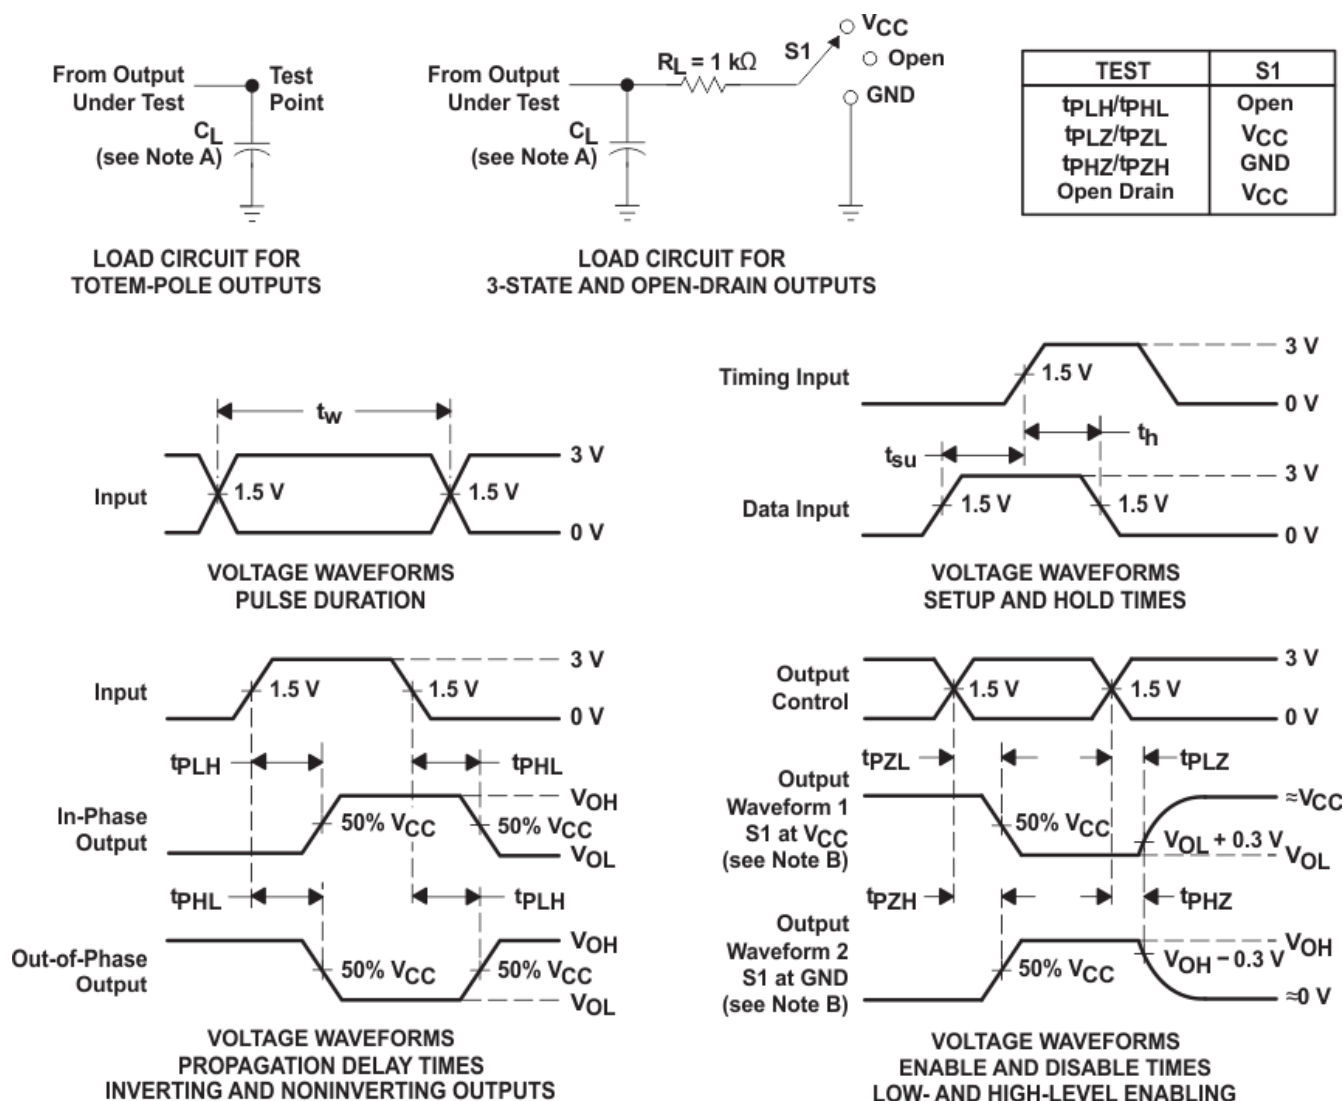 From Output
Under Test
Test
Point
CL
(see Note A)
LOAD CIRCUIT FOR
TOTEM-POLE OUTPUTS
From Output
Under Test
RL = 1 kΩ
S1
VCC
Open
GND
CL
(see Note A)
LOAD CIRCUIT FOR
3-STATE AND OPEN-DRAIN OUTPUTS
TEST S1
tPLH/tPHL Open
tPLZ/tPZL VCC
tPHZ/tPZH GND
Open Drain VCC
tw
Input
1.5 V
1.5 V
3 V
0 V
VOLTAGE WAVEFORMS
PULSE DURATION
Timing Input
1.5 V
3 V
0 V
th
tsu
Data Input
1.5 V
1.5 V
3 V
0 V
VOLTAGE WAVEFORMS
SETUP AND HOLD TIMES
Input
1.5 V
1.5 V
3 V
0 V
tPLH
tPHL
In-Phase
Output
50% VCC
50% VCC
VOH
VOL
tPHL
tPLH
Out-of-Phase
Output
50% VCC
50% VCC
VOH
VOL
VOLTAGE WAVEFORMS
PROPAGATION DELAY TIMES
INVERTING AND NONINVERTING OUTPUTS
Output
Control
1.5 V
1.5 V
3 V
0 V
tPZL
tPLZ
Output
Waveform 1
S1 at VCC
(see Note B)
50% VCC
VOL + 0.3 V
≈VCC
VOL
tPZH
tPHZ
Output
Waveform 2
S1 at GND
(see Note B)
50% VCC
VOH − 0.3 V
VOH
≈0 V
VOLTAGE WAVEFORMS
ENABLE AND DISABLE TIMES
LOW- AND HIGH-LEVEL ENABLING